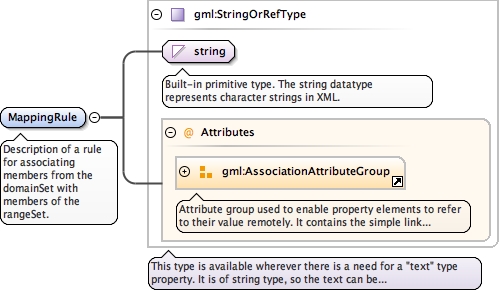 gml:StringOrRefType
string
Built-in primitive type. The string datatype
represents character strings in XML.
MappingRule
Description of a rule
for associating
members from the
domainSet with
members of the
rangeSet.
@ Attributes
gml:AssociationAttributeGroup
Attribute group used to enable property elements to refer
to their value remotely. It contains the simple link...
This type is available wherever there is a need for a "text" type
property. It is of string type, so the text can be...